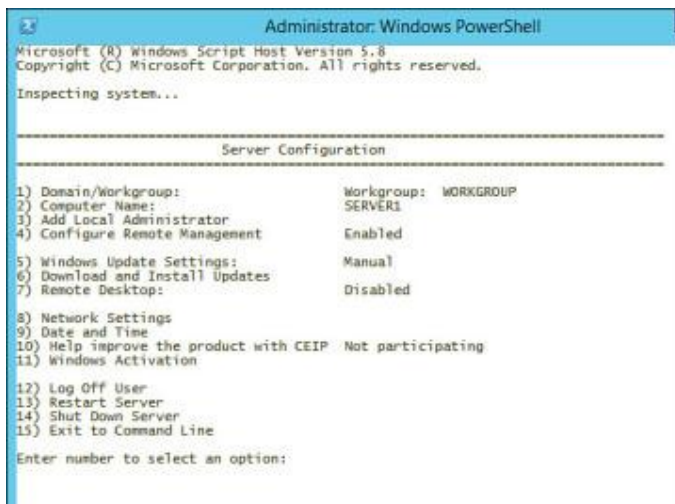 Administrator: Windows PowerShell
Microsoft (R) Windows Script Host Version 5.8
Copyright (C) Microsoft Corporation. All rights reserved.
Inspecting system...
Server Configuration
1) Domain/Workgroup: Workgroup: WORKGROUP
2) Computer Name: SERVER1
3) Add Local Administrator
4) Configure Remote Management Enabled
5) Windows Update Settings: Manual
6) Download and Install Updates
7) Remote Desktop: Disabled
8) Network Settings
9) Date and Time
10) Help improve the product with CEIP Not participating
11) Windows Activation
12) Log Off User
13) Restart Server
14) Shut Down Server
15) Exit to Command Line
Enter number to select an option: